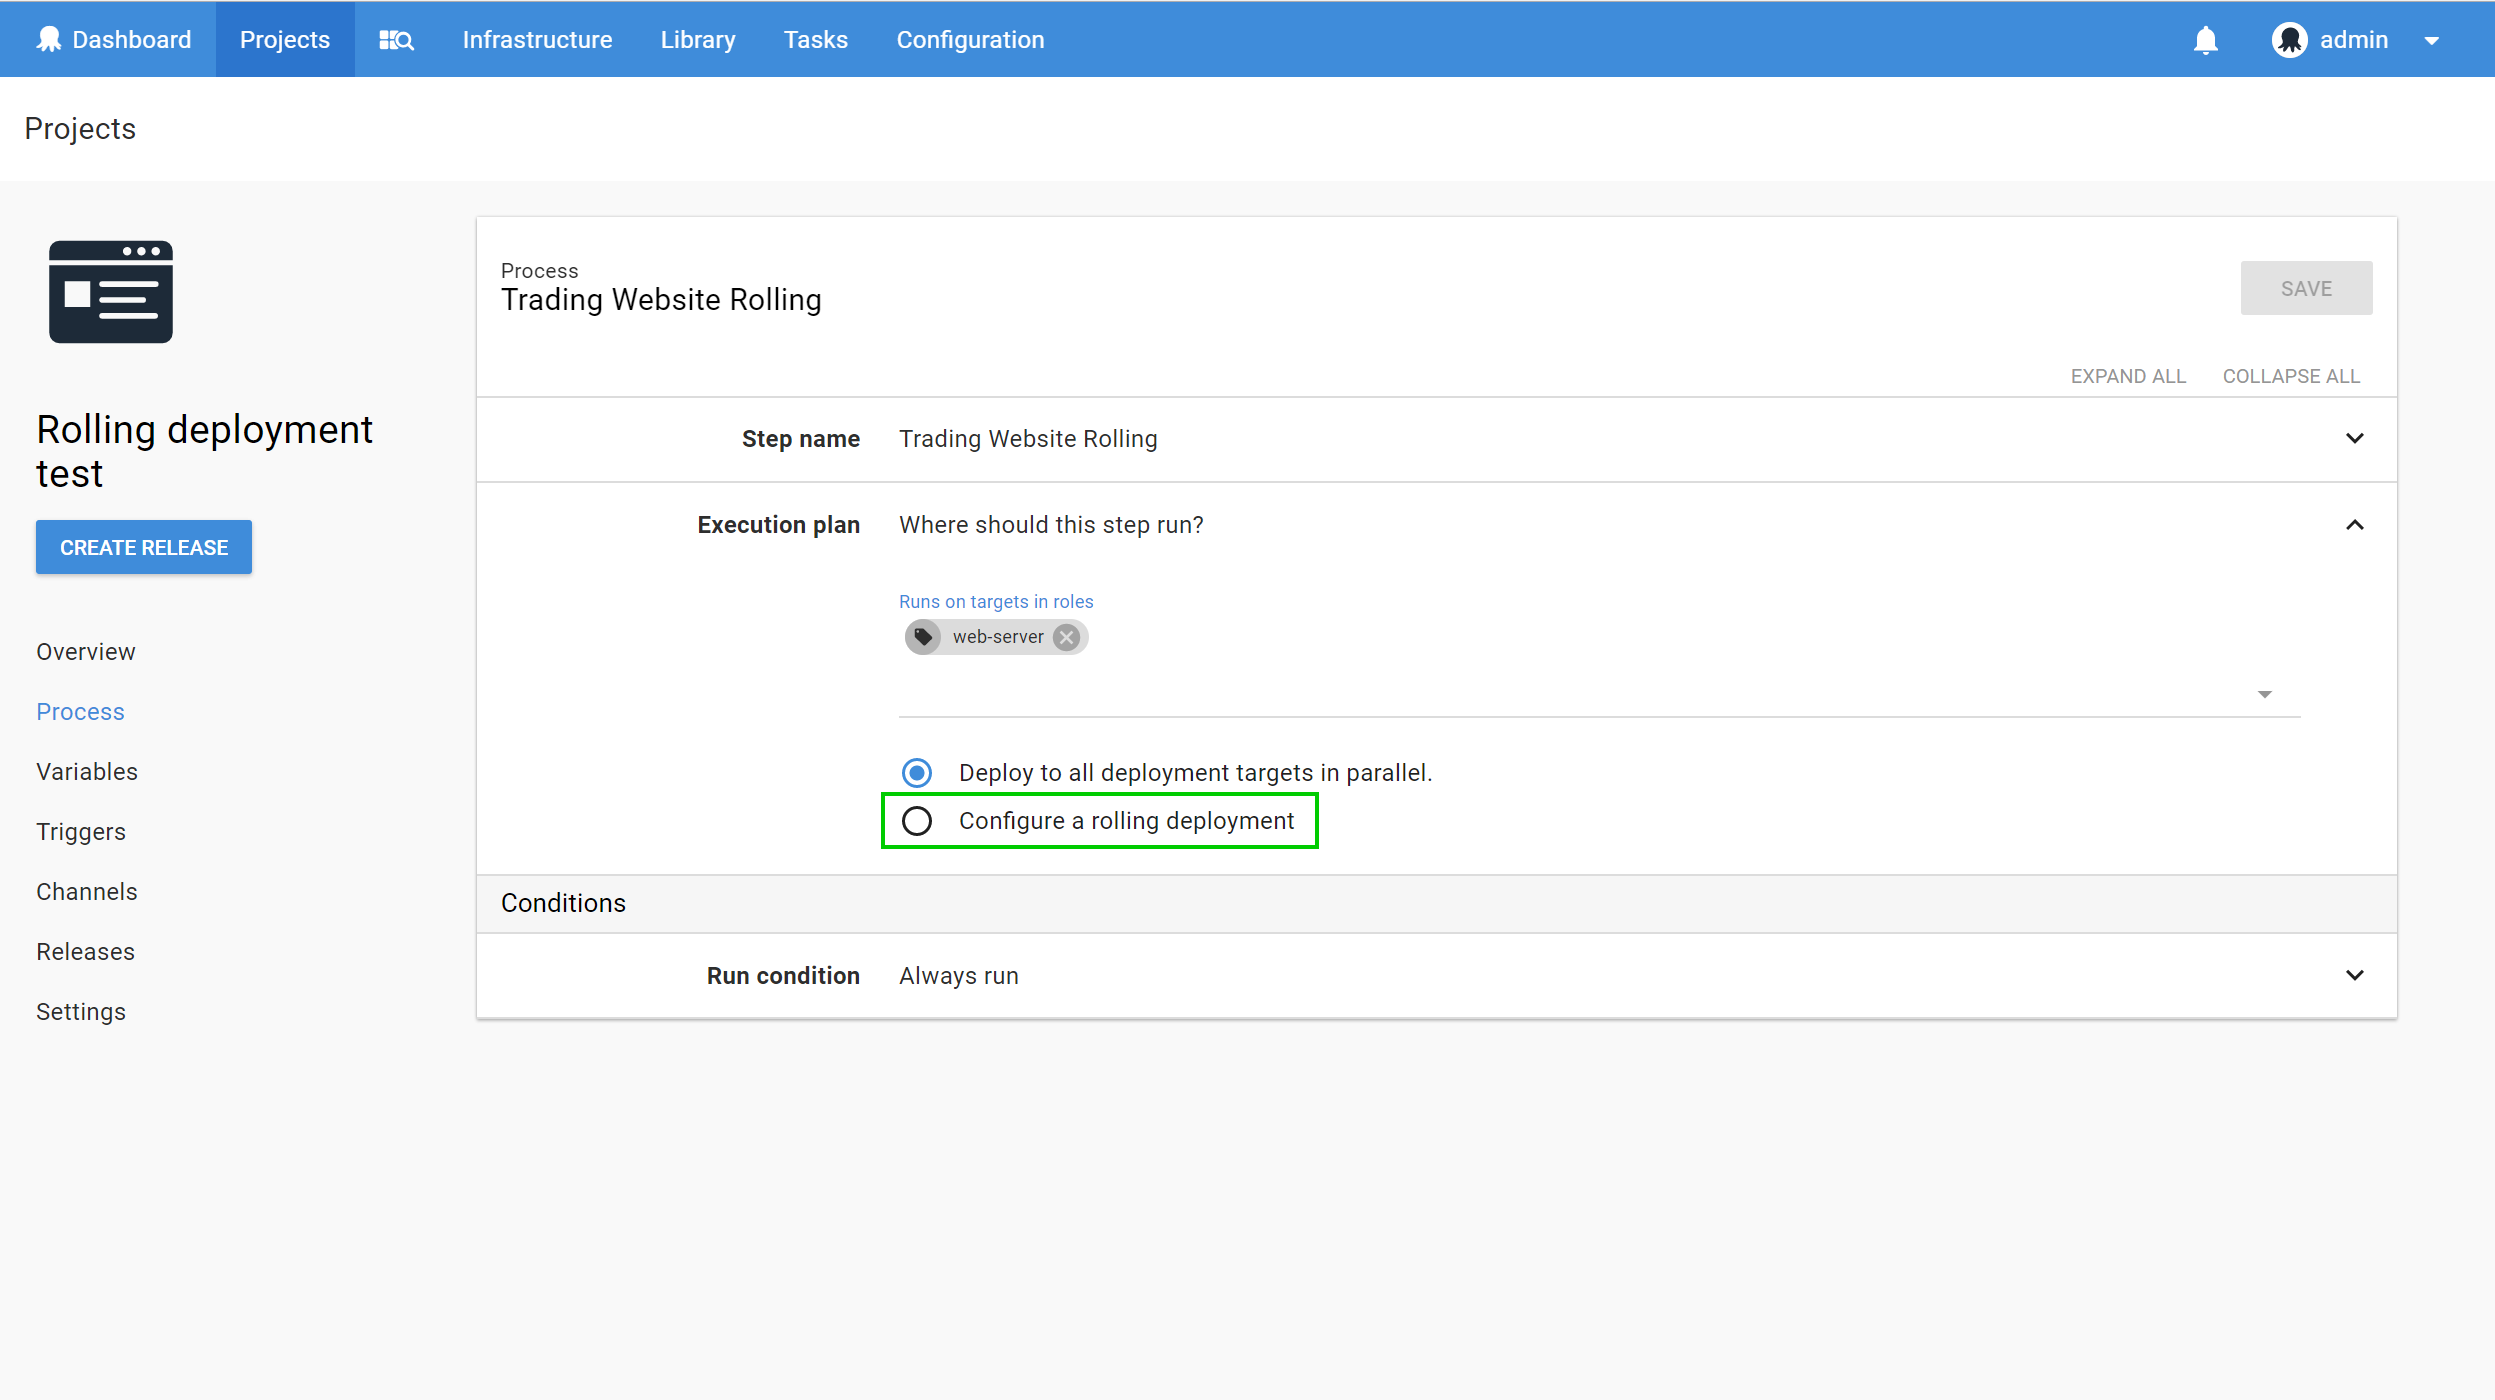 Dashboard
Projects
Infrastructure
Library
Tasks
Configuration
admin
Projects
Rolling deployment
test
CREATE RELEASE
Overview
Process
Variables
Triggers
Channels
Releases
Settings
Process
Trading Website Rolling
SAVE
EXPAND ALL
COLLAPSE ALL
Step name
Trading Website Rolling
Execution plan
Where should this step run?
Runs on targets in roles
web-server
Deploy to all deployment targets in parallel.
Configure a rolling deployment
Conditions
Run condition
Always run